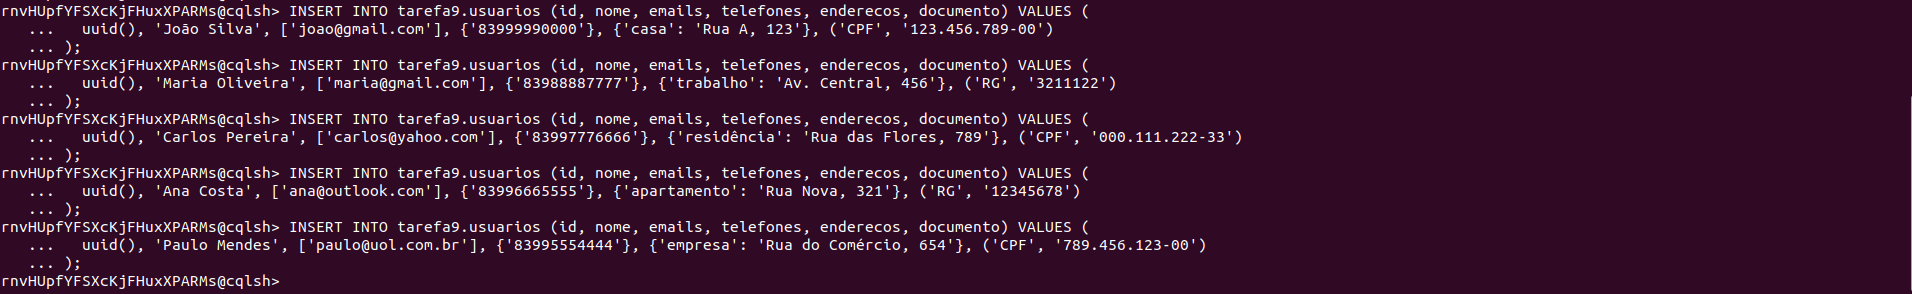 rnvHUpfYFSXcKjFHuxXPARMs@cqlsh> INSERT INTO tarefa9.usuarios (id, nome, emails, telefones, enderecos, documento) VALUES (
   ...   uuid(), 'João Silva', ['joao@gmail.com'], {'83999990000'}, {'casa': 'Rua A, 123'}, ('CPF', '123.456.789-00')
   ... );
rnvHUpfYFSXcKjFHuxXPARMs@cqlsh> INSERT INTO tarefa9.usuarios (id, nome, emails, telefones, enderecos, documento) VALUES (
   ...   uuid(), 'Maria Oliveira', ['maria@gmail.com'], {'83988887777'}, {'trabalho': 'Av. Central, 456'}, ('RG', '3211122')
   ... );
rnvHUpfYFSXcKjFHuxXPARMs@cqlsh> INSERT INTO tarefa9.usuarios (id, nome, emails, telefones, enderecos, documento) VALUES (
   ...   uuid(), 'Carlos Pereira', ['carlos@yahoo.com'], {'83997776666'}, {'residência': 'Rua das Flores, 789'}, ('CPF', '000.111.222-33')
   ... );
rnvHUpfYFSXcKjFHuxXPARMs@cqlsh> INSERT INTO tarefa9.usuarios (id, nome, emails, telefones, enderecos, documento) VALUES (
   ...   uuid(), 'Ana Costa', ['ana@outlook.com'], {'83996665555'}, {'apartamento': 'Rua Nova, 321'}, ('RG', '12345678')
   ... );
rnvHUpfYFSXcKjFHuxXPARMs@cqlsh> INSERT INTO tarefa9.usuarios (id, nome, emails, telefones, enderecos, documento) VALUES (
   ...   uuid(), 'Paulo Mendes', ['paulo@uol.com.br'], {'83995554444'}, {'empresa': 'Rua do Comércio, 654'}, ('CPF', '789.456.123-00')
   ... );
rnvHUpfYFSXcKjFHuxXPARMs@cqlsh>